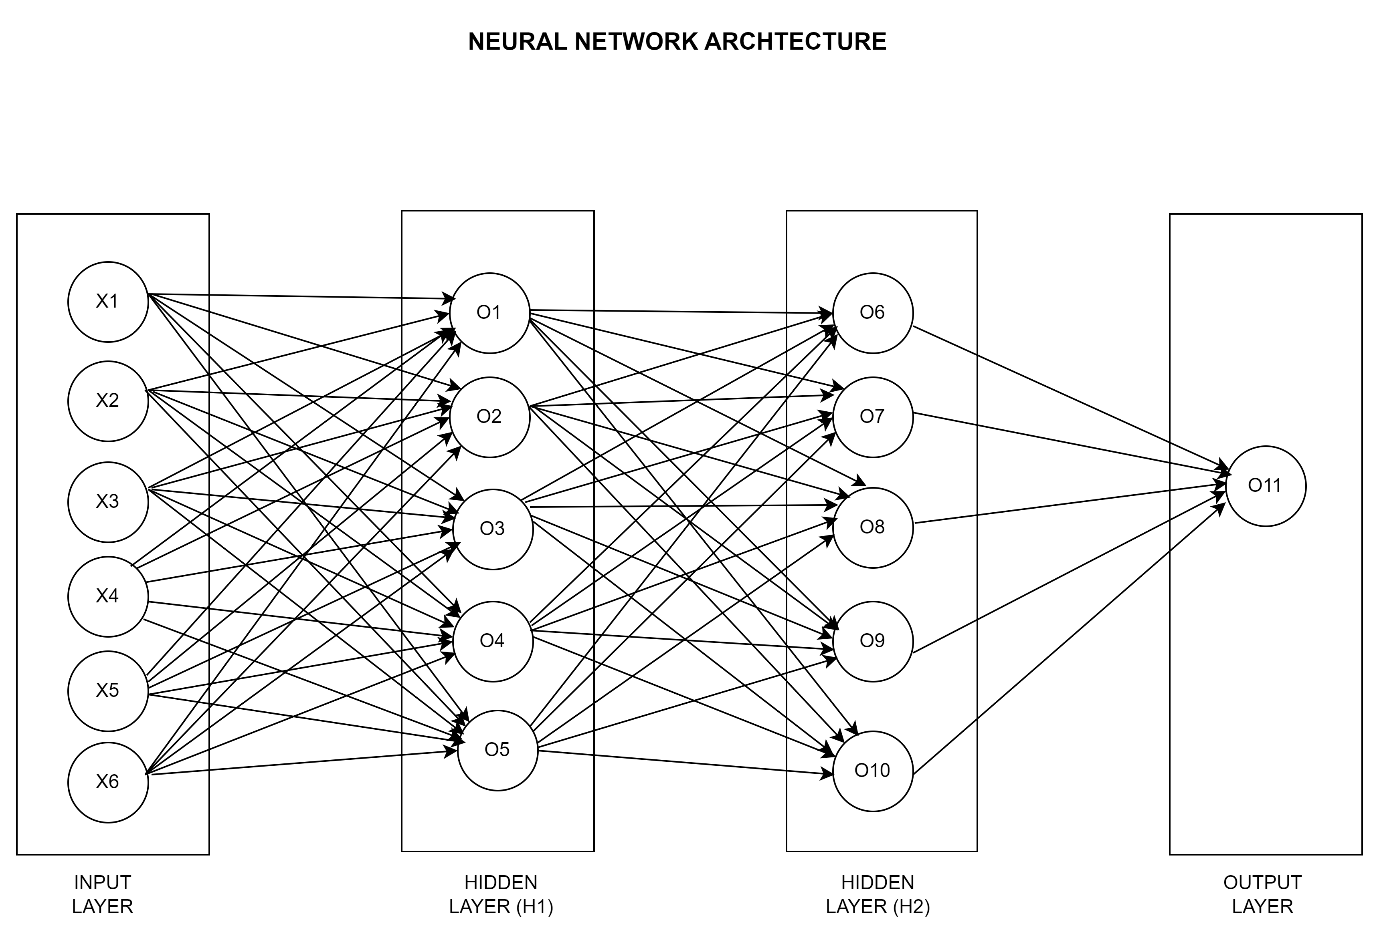 NEURAL NETWORK ARCHTECTURE
X1
X2
X3
X4
X5
X6
O1
O2
O3
O4
O5
O6
O7
O8
O9
O10
O11
INPUT
LAYER
HIDDEN
LAYER (H1)
HIDDEN
LAYER (H2)
OUTPUT
LAYER